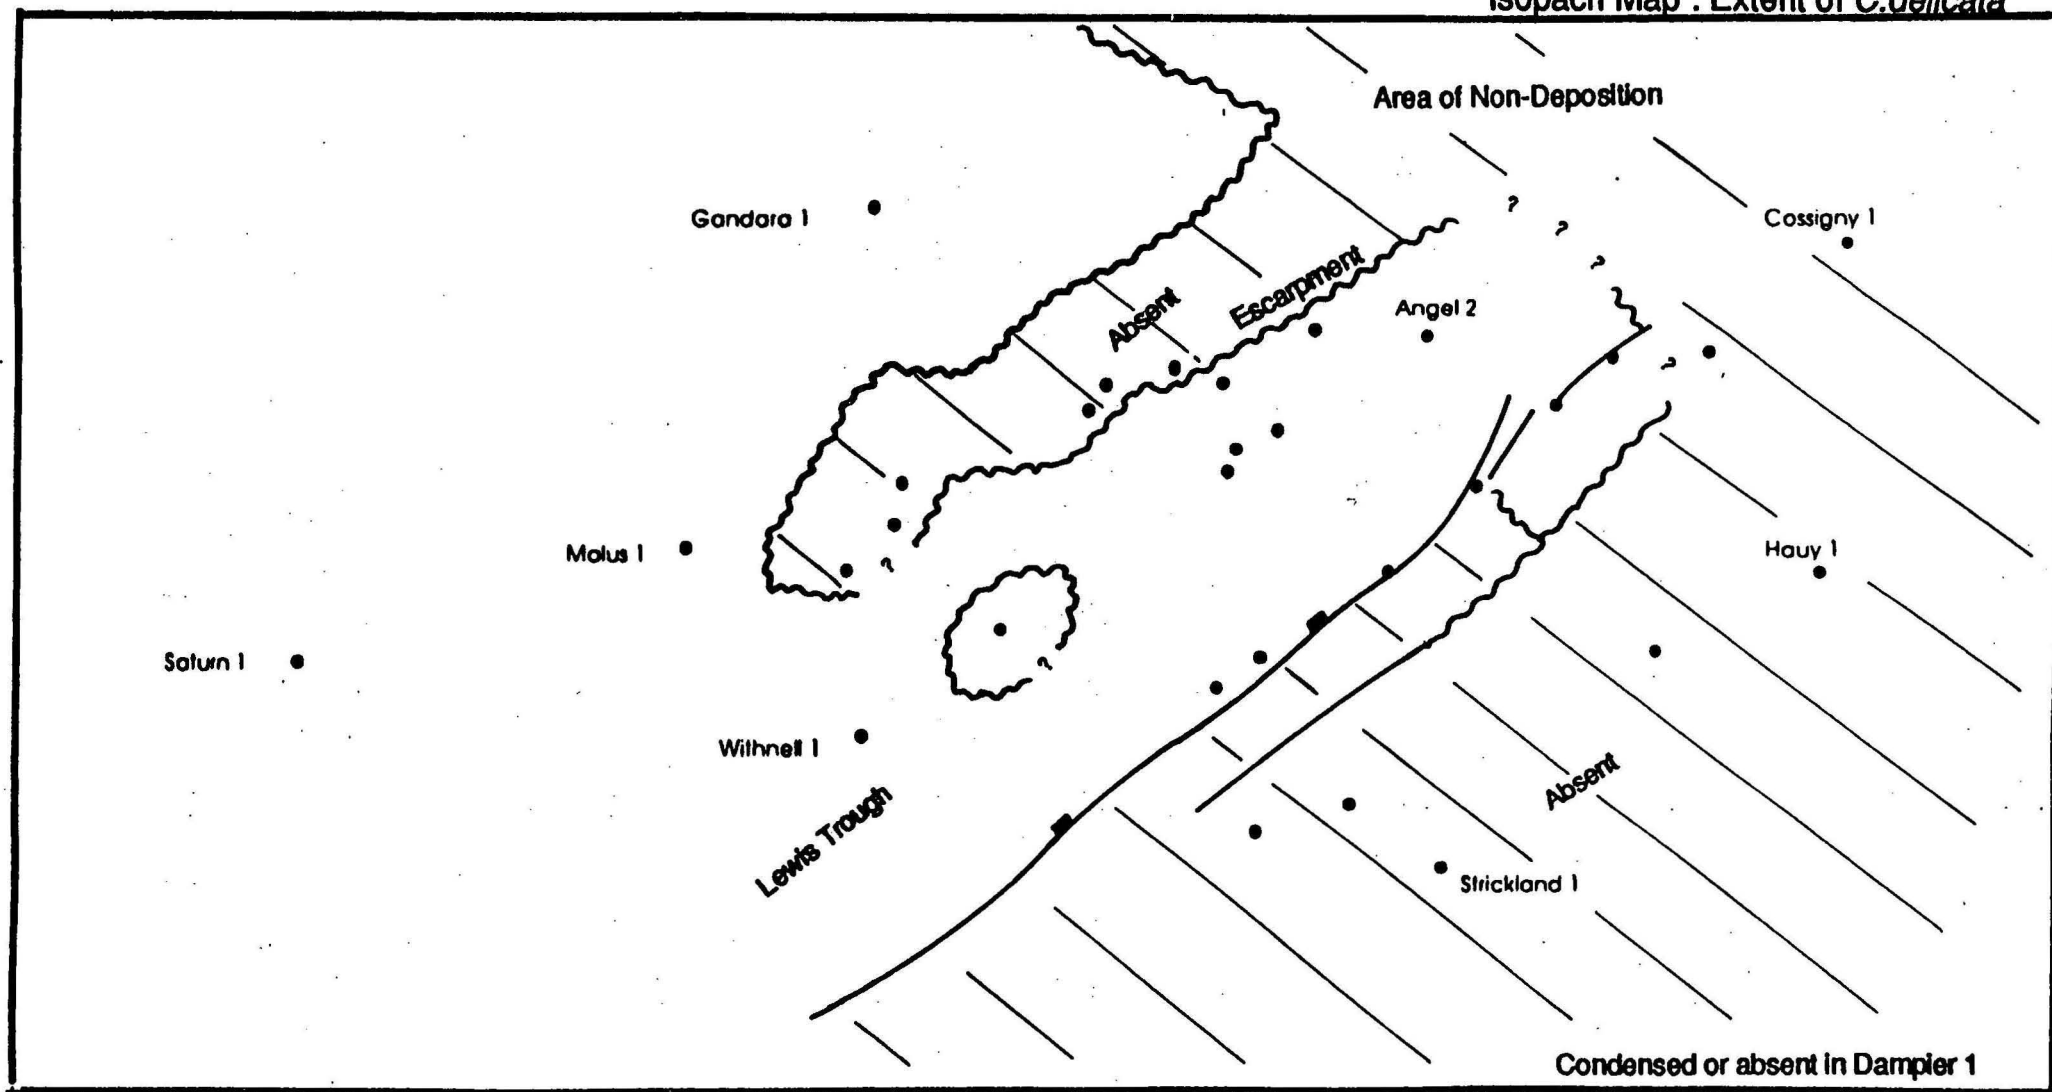 Isopach Map : Extent of C.delicata
Area of Non-Deposition
Cossigny 1
Gandara 1
?
?
?
Escarpment
Absent
Angel 2
?
Malus 1
?
Hauy 1
Saturn 1
?
Withnell 1
Absent
Lewis Trough
Strickland 1
Condensed or absent in Dampier 1